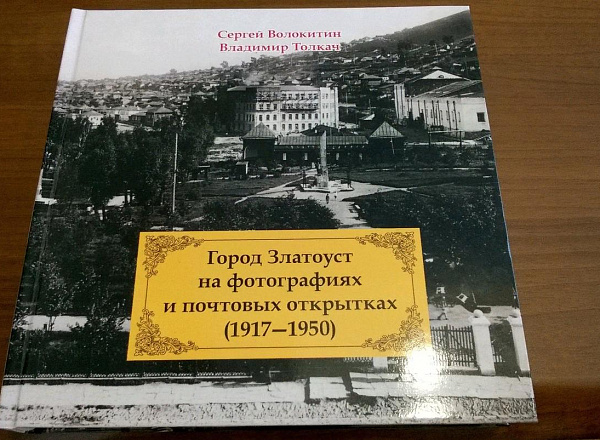 Сергей Волокитин
Владимир Толкач
Город Златоуст
на фотографиях
и почтовых открытках
(1917—1950)